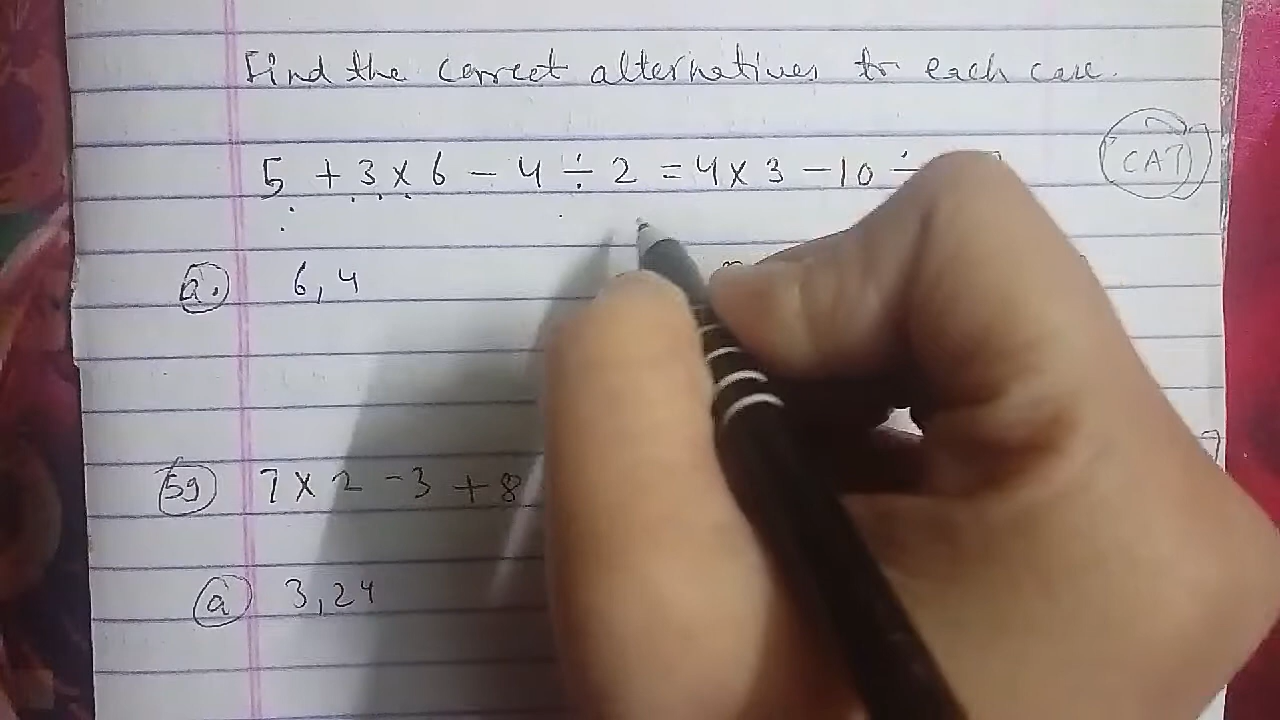 Find the correct alternatives to each case.
5 + 3 x 6 - 4 ÷ 2 = 4 x 3 - 10 ÷
CAT
a. 6,4
59 7 x 2 - 3 + 8
a 3,24